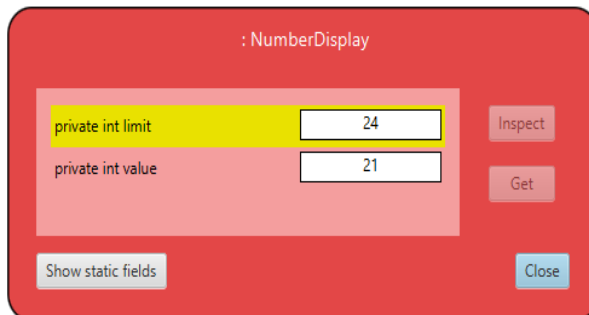 : NumberDisplay
private int limit 24
Inspect
private int value 21
Get
Show static fields
Close